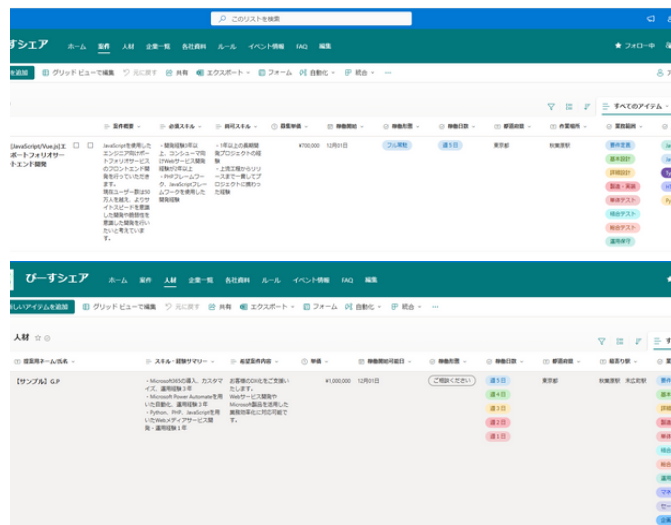 このリストを検索
すシェア ホーム 案件 人材 企業一覧 各社資料 ルール イベント情報 FAQ 編集 フォロー中
を追加 グリッド ビューで編集 元に戻す 共有 エクスポート フォーム 自動化 統合 …
すべてのアイテム
案件概要 必須スキル 尚可スキル 募集単価 稼働開始 稼働形態 稼働日数 都道府県 作業場所 業務範囲
[JavaScript/Vue.js]エ
ポートフォリオサー
トエンド開発
JavaScriptを使用した
エンジニア向けポー
トフォリオサービス
のフロントエンド開
発を行っていただき
ます。
現在ユーザー数は50
万人を越え、よりサ
イトスピードを意識
した開発や物理性を
意識した開発を行い
たいと考えていま
す。
・開発経験3年以
上、コンシューマ向
けWebサービス開発
経験が2年以上
・PHPフレームワー
ク、JavaScriptフレー
ムワークを使用した
開発経験
・1年以上の長期開
発プロジェクトの経
験
・上流工程からリリ
ースまで一貫してプ
ロジェクトに携わっ
た経験
¥700,000 12月01日 フル常駐 週5日 東京都 秋葉原駅
要件定義
基本設計
詳細設計
製造・実装
単体テスト
結合テスト
総合テスト
運用保守
びーすシェア ホーム 案件 人材 企業一覧 各社資料 ルール イベント情報 FAQ 編集
しいアイテムを追加 グリッド ビューで編集 元に戻す 共有 エクスポート フォーム 自動化 統合 …
人材
提案用ネーム/氏名 スキル・経験サマリー 希望案件内容 単価 稼働開始可能日 稼働形態 稼働日数 都道府県 最寄り駅
【サンプル】G.P
・Microsoft365の導入、カスタマ
イズ、運用経験3年
・Microsoft Power Automateを用
いた自動化、運用経験3年
・Python、PHP、JavaScriptを用
いたWebメディアサービス開
発・運用経験1年
お客様のDX化をご支援い
たします。
Webサービス開発や
Microsoft製品を活用した
業務効率化に対応可能で
す。
¥1,000,000 12月01日 ご相談ください
週5日
週4日
週3日
週2日
週1日
東京都 秋葉原駅 末広町駅